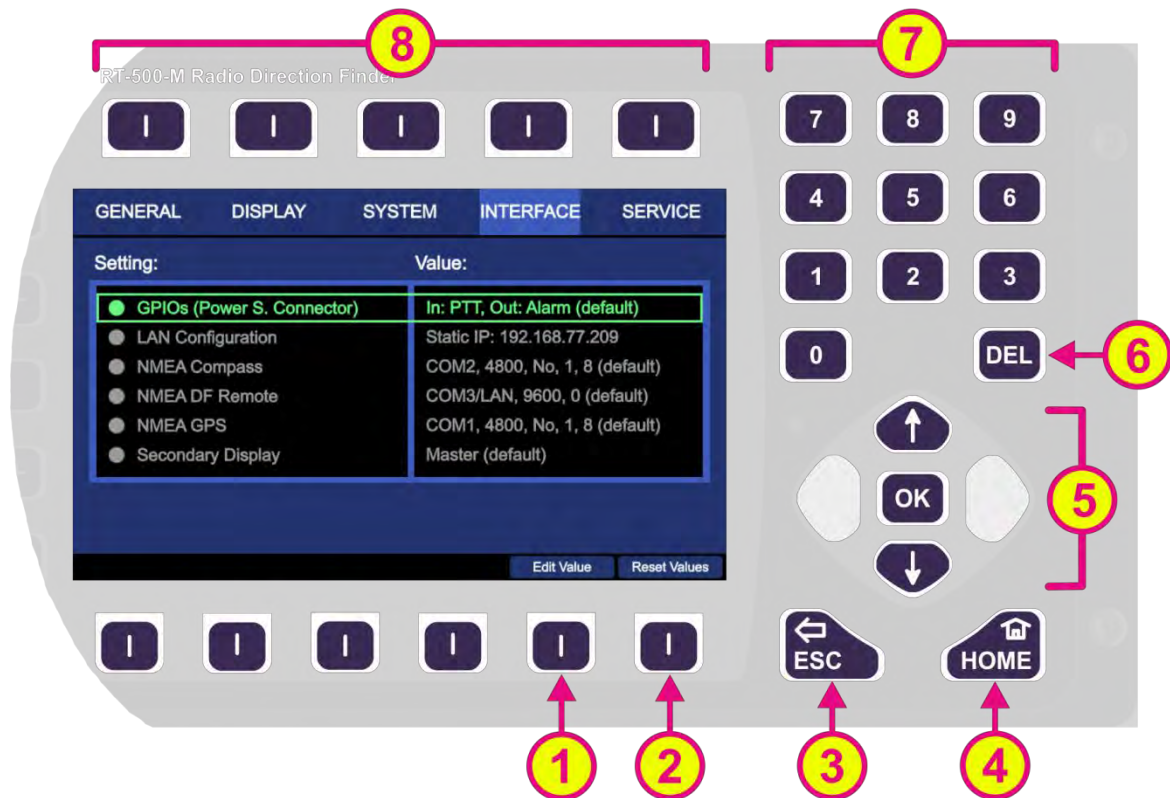 8
7
RT-500-M Radio Direction Finder
7 8 9
4 5 6
GENERAL DISPLAY SYSTEM INTERFACE SERVICE
Setting: Value:
1 2 3
GPIOs (Power S. Connector) In: PTT, Out: Alarm (default)
LAN Configuration Static IP: 192.168.77.209
NMEA Compass COM2, 4800, No, 1, 8 (default)
NMEA DF Remote COM3/LAN, 9600, 0 (default)
NMEA GPS COM1, 4800, No, 1, 8 (default)
Secondary Display Master (default)
0 DEL
6
OK
5
Edit Value Reset Values
ESC HOME
1 2 3 4